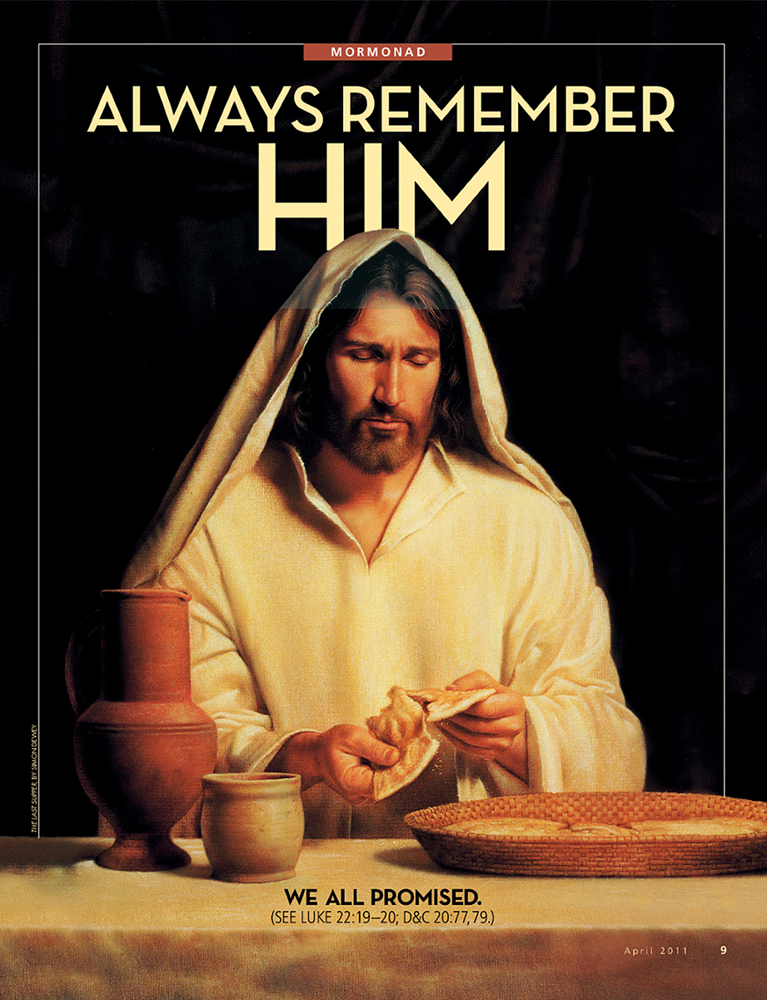 MORMONAD
ALWAYS REMEMBER
HIM
THE LAST SUPPER, BY SIMON DEWEY
WE ALL PROMISED.
(SEE LUKE 22:19–20; D&C 20:77, 79.)
April 2011 9